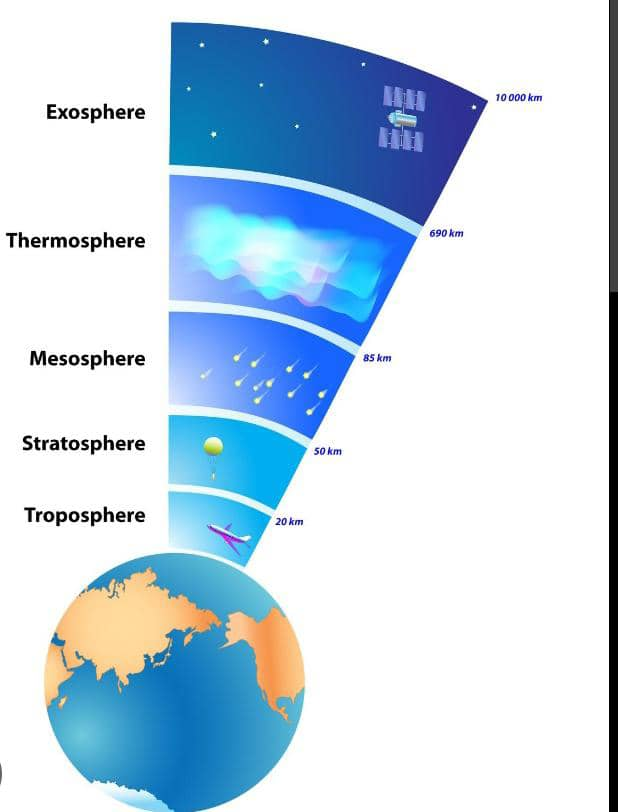 10 000 km
Exosphere
690 km
Thermosphere
Mesosphere
85 km
Stratosphere
50 km
Troposphere
20 km